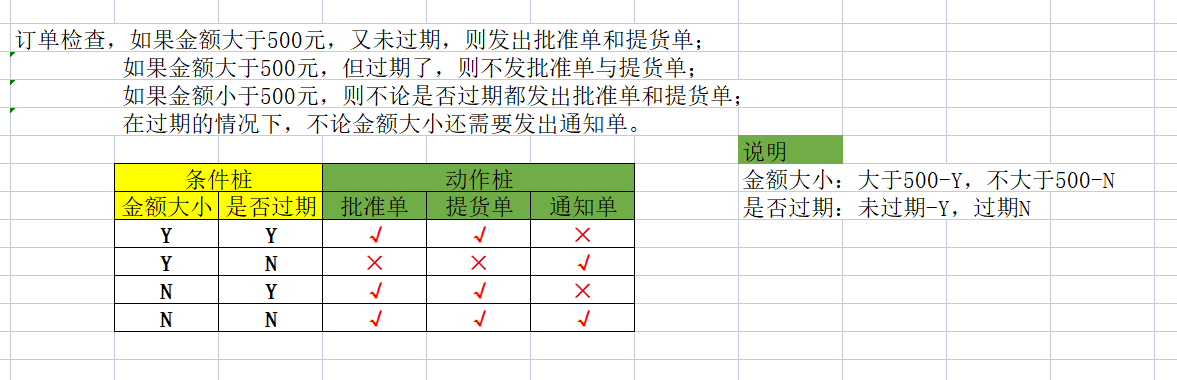 订单检查，如果金额大于500元，又未过期，则发出批准单和提货单；
如果金额大于500元，但过期了，则不发批准单与提货单；
如果金额小于500元，则不论是否过期都发出批准单和提货单；
在过期的情况下，不论金额大小还需要发出通知单。
说明
条件桩 动作桩 金额大小：大于500-Y，不大于500-N
金额大小 是否过期 批准单 提货单 通知单 是否过期：未过期-Y，过期N
Y Y √ √ ×
Y N × × √
N Y √ √ ×
N N √ √ √